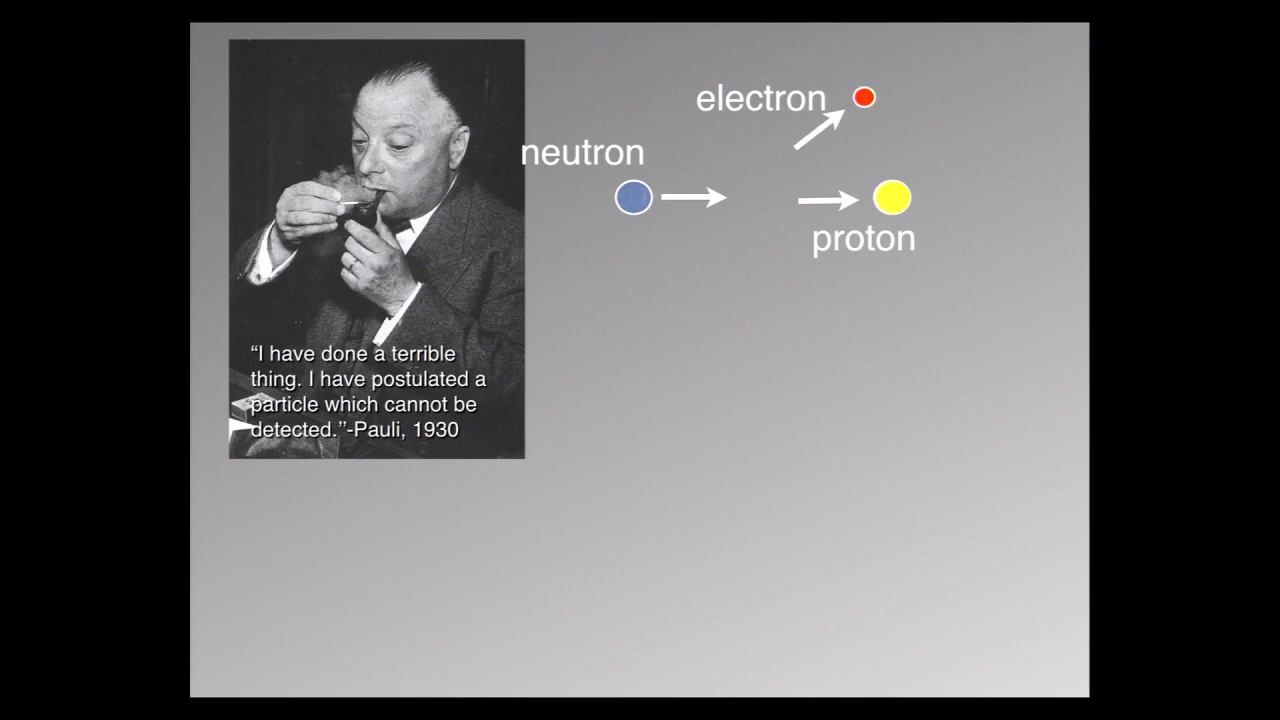 electron
neutron
proton
“I have done a terrible
thing. I have postulated a
particle which cannot be
detected.”-Pauli, 1930